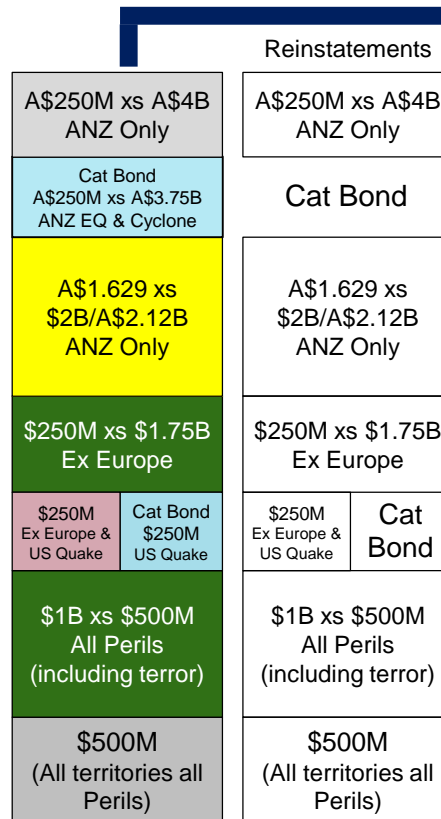 Reinstatements
A$250M xs A$4B
ANZ Only
A$250M xs A$4B
ANZ Only
Cat Bond
A$250M xs A$3.75B
ANZ EQ & Cyclone
Cat Bond
A$1.629 xs
$2B/A$2.12B
ANZ Only
A$1.629 xs
$2B/A$2.12B
ANZ Only
$250M xs $1.75B
Ex Europe
$250M xs $1.75B
Ex Europe
$250M
Ex Europe &
US Quake
Cat Bond
$250M
US Quake
$250M
Ex Europe &
US Quake
Cat
Bond
$1B xs $500M
All Perils
(including terror)
$1B xs $500M
All Perils
(including terror)
$500M
(All territories all
Perils)
$500M
(All territories all
Perils)